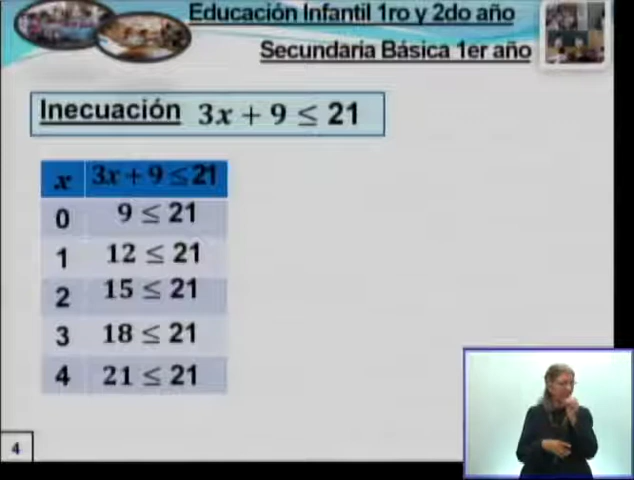 Educación Infantil 1ro y 2do año
Secundaria Básica 1er año
Inecuación 3x + 9 ≤ 21
x 3x + 9 ≤ 21
0 9 ≤ 21
1 12 ≤ 21
2 15 ≤ 21
3 18 ≤ 21
4 21 ≤ 21
4